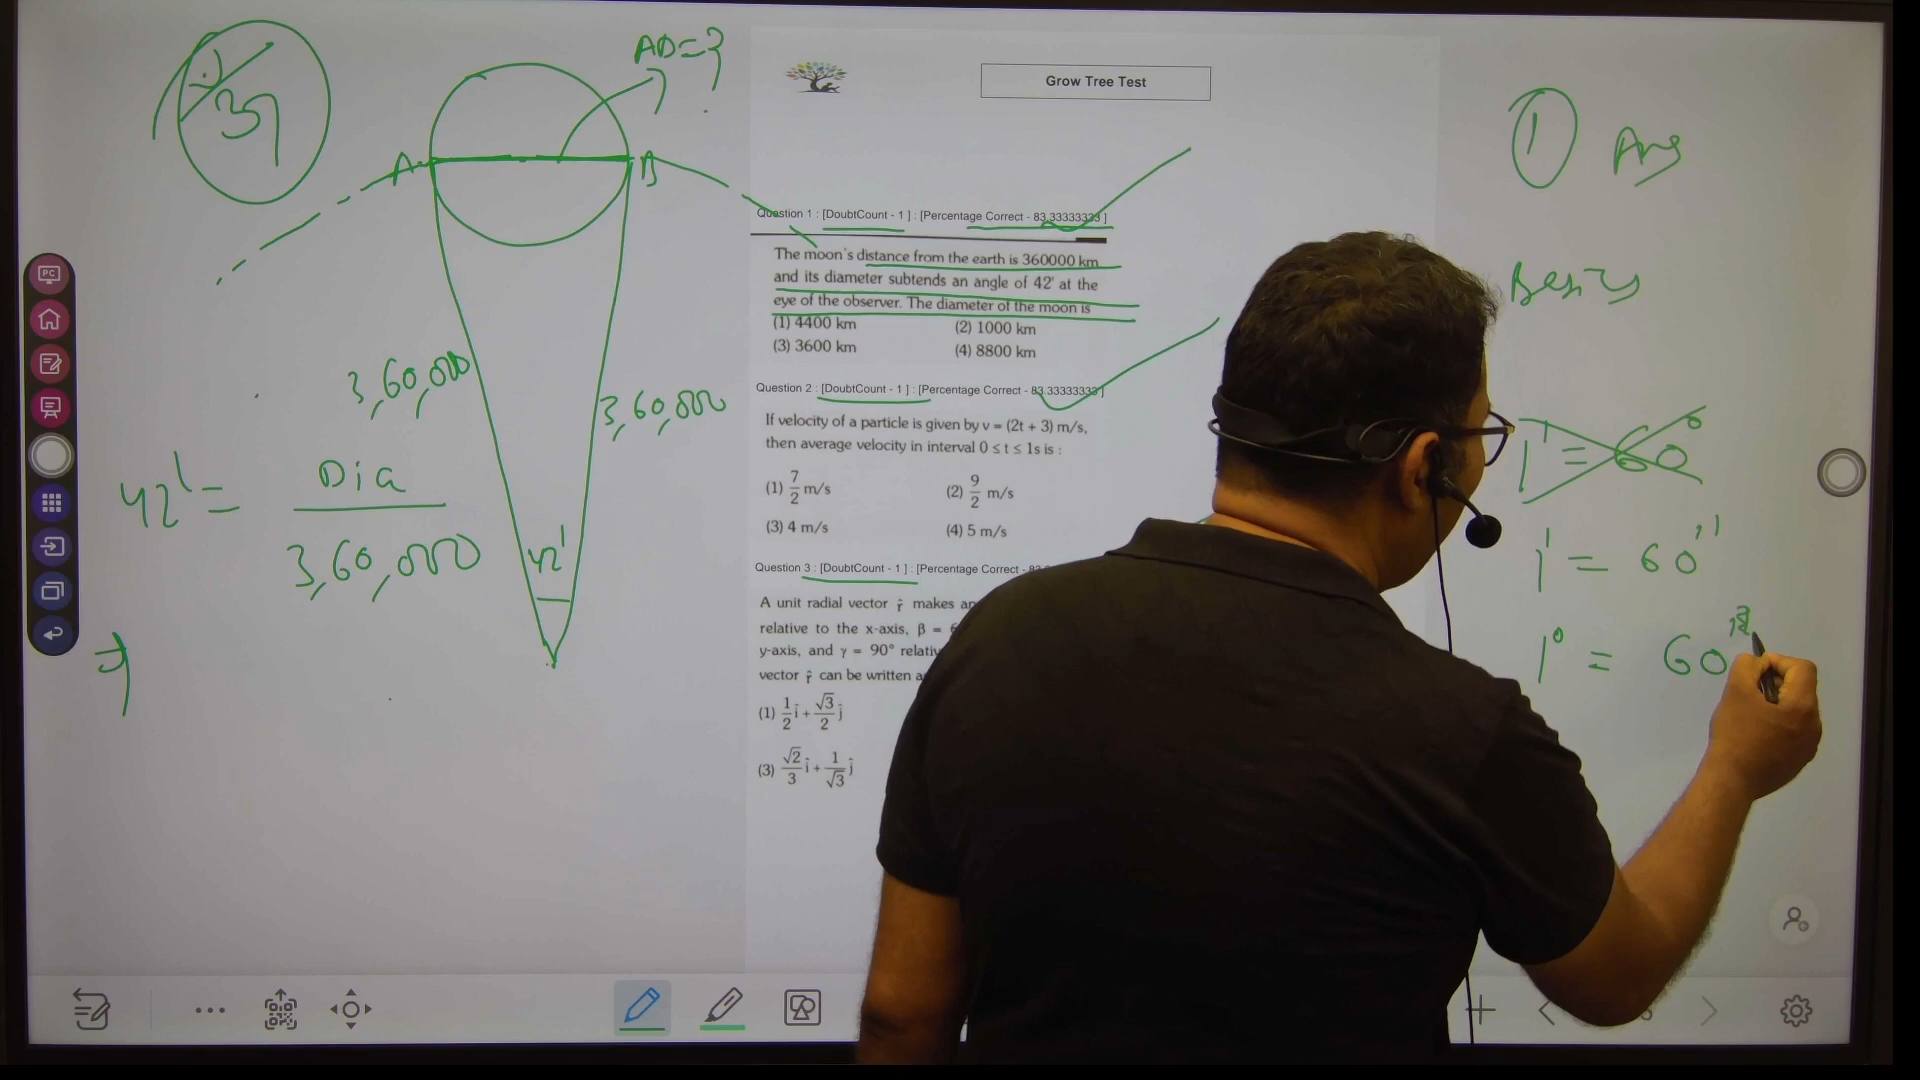 39
AB=?
A
B
3,60,000
3,60,000
42' = Dia
3,60,000
42'
Grow Tree Test
Question 1 : [DoubtCount - 1 ] : [Percentage Correct - 83.33333333 ]
The moon's distance from the earth is 360000 km
and its diameter subtends an angle of 42' at the
eye of the observer. The diameter of the moon is
(1) 4400 km (2) 1000 km
(3) 3600 km (4) 8800 km
Question 2 : [DoubtCount - 1 ] : [Percentage Correct - 83.33333333 ]
If velocity of a particle is given by v = (2t + 3) m/s,
then average velocity in interval 0 ≤ t ≤ 1s is :
(1) 7/2 m/s (2) 9/2 m/s
(3) 4 m/s (4) 5 m/s
Question 3 : [DoubtCount - 1 ] : [Percentage Correct -
A unit radial vector r̂ makes
relative to the x-axis, β =
y-axis, and γ = 90°
vector r̂ can be written
(1) 1/2 î + √3/2 ĵ
(3) √2/3 î + 1/√3 ĵ
1 Ans
1' = 60''
1° = 60
PC